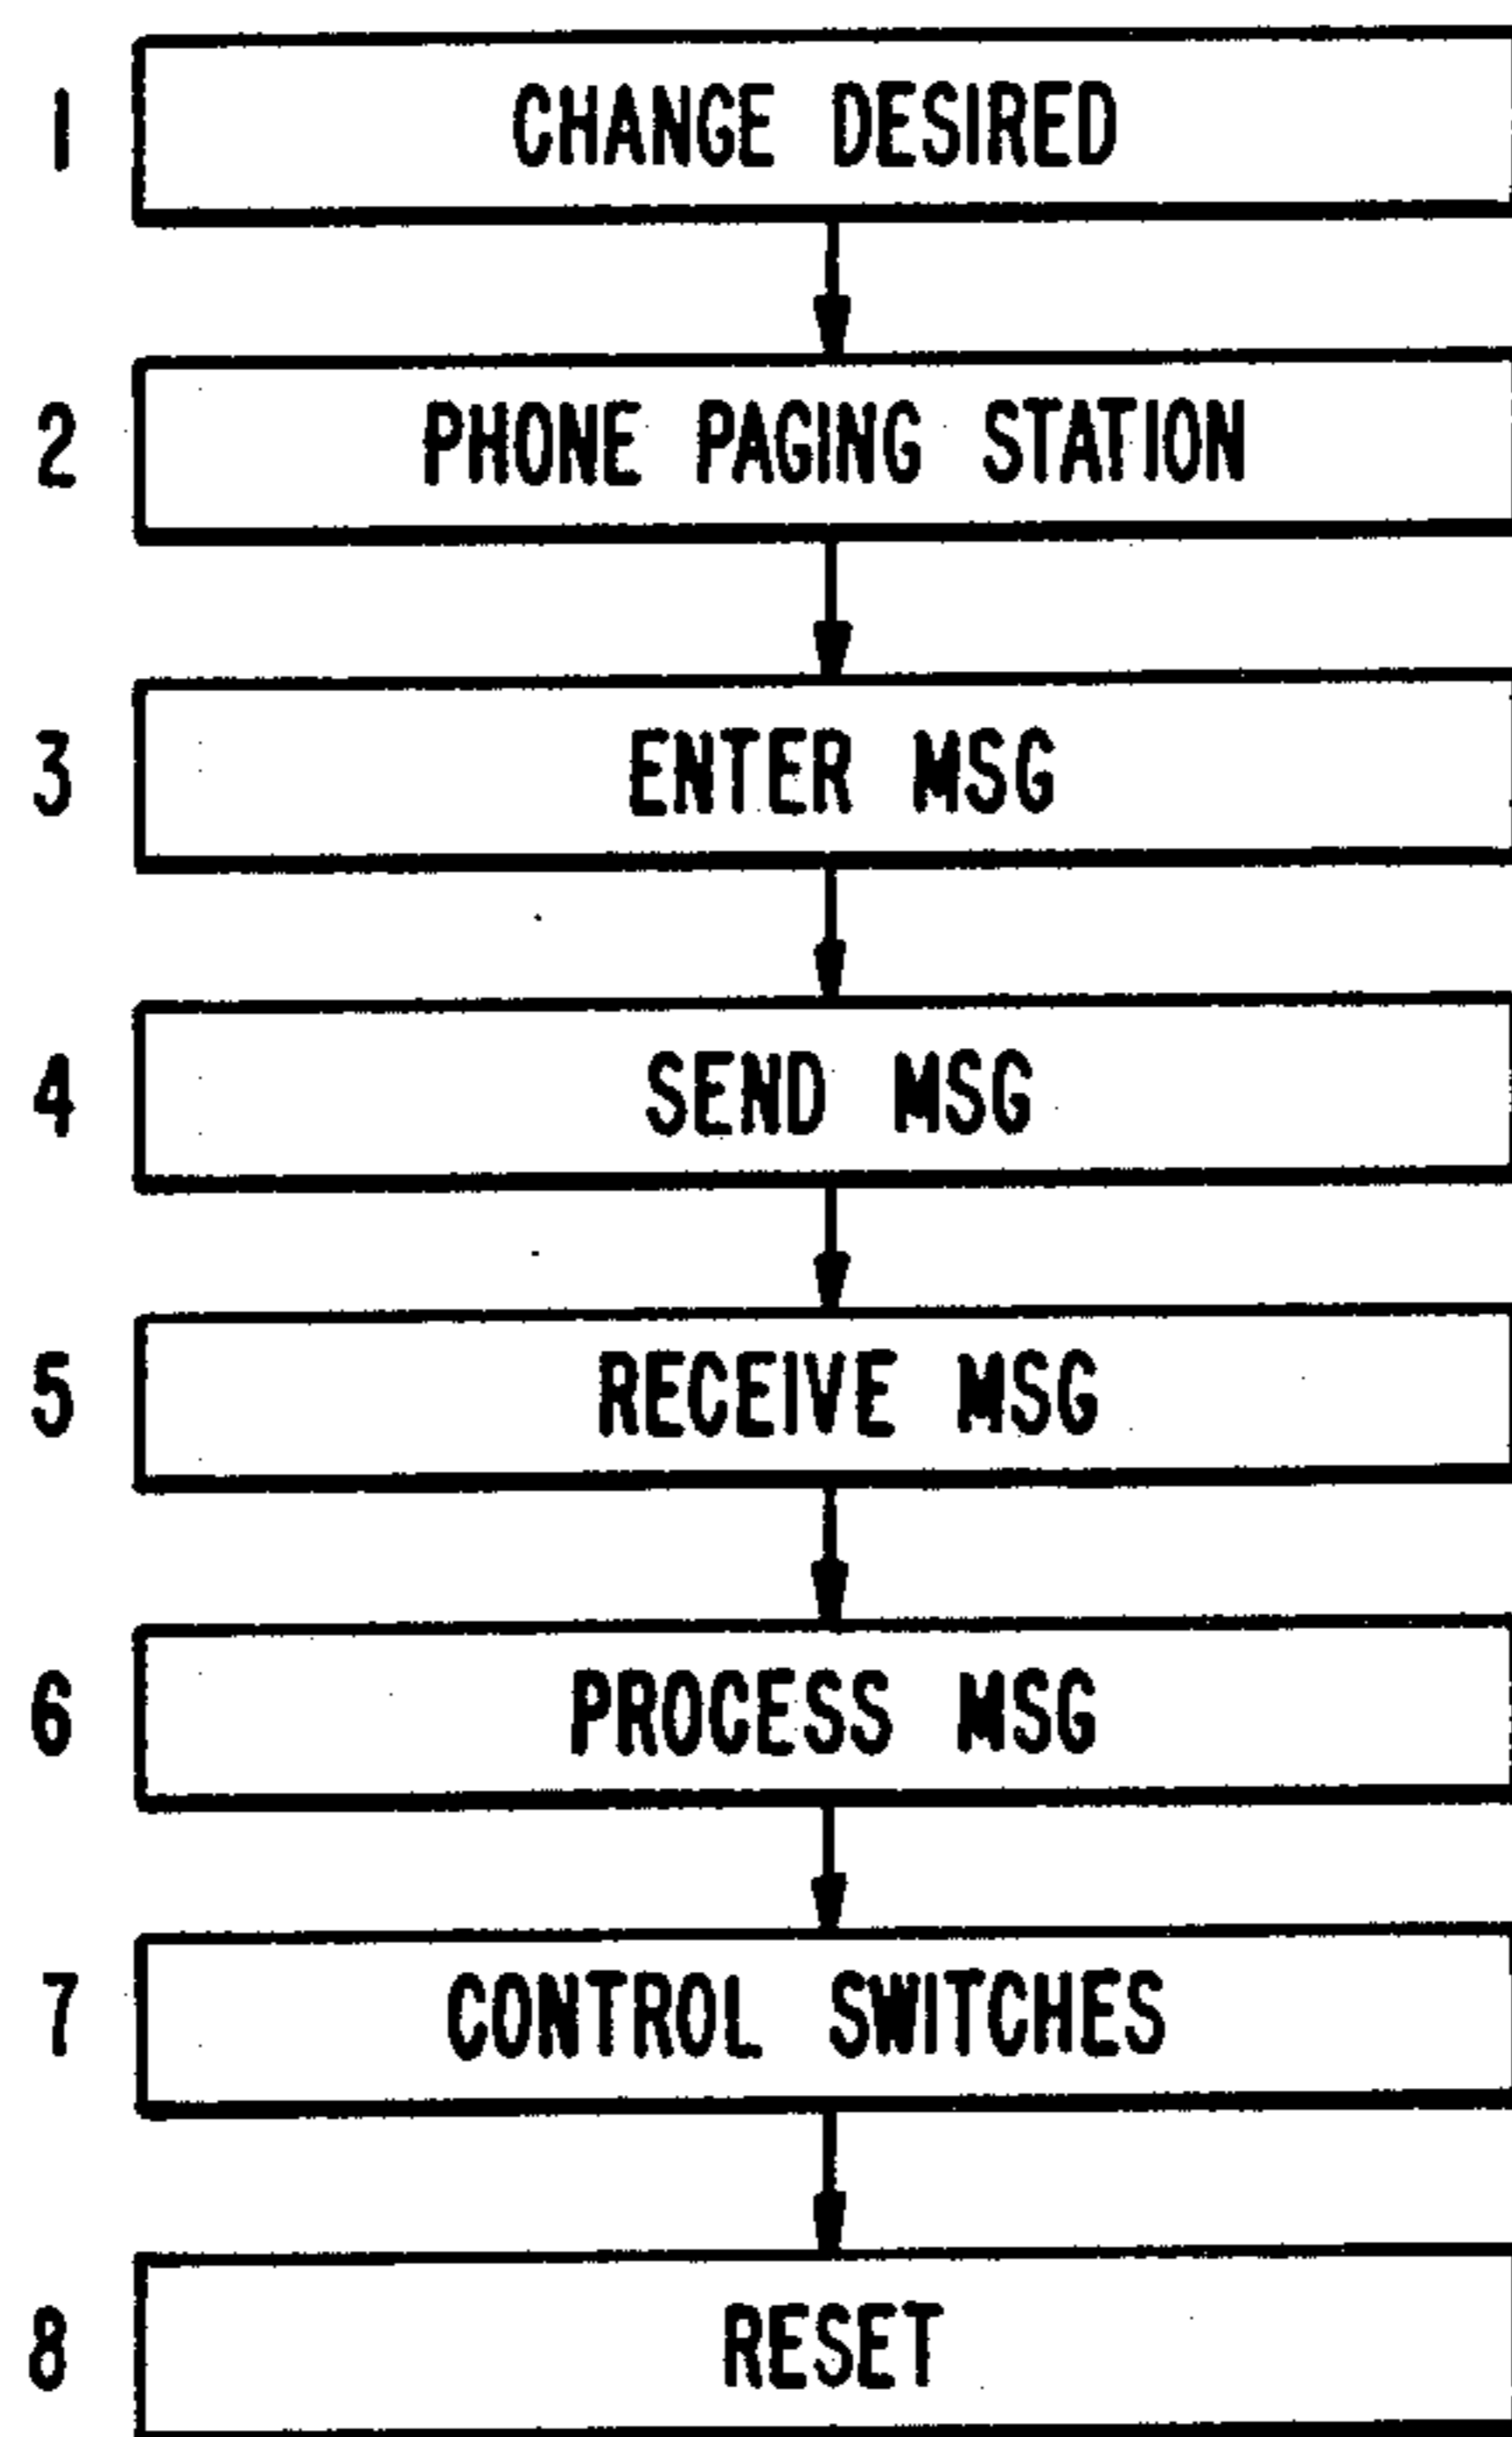 1 CHANGE DESIRED
2 PHONE PAGING STATION
3 ENTER MSG
4 SEND MSG
5 RECEIVE MSG
6 PROCESS MSG
7 CONTROL SWITCHES
8 RESET